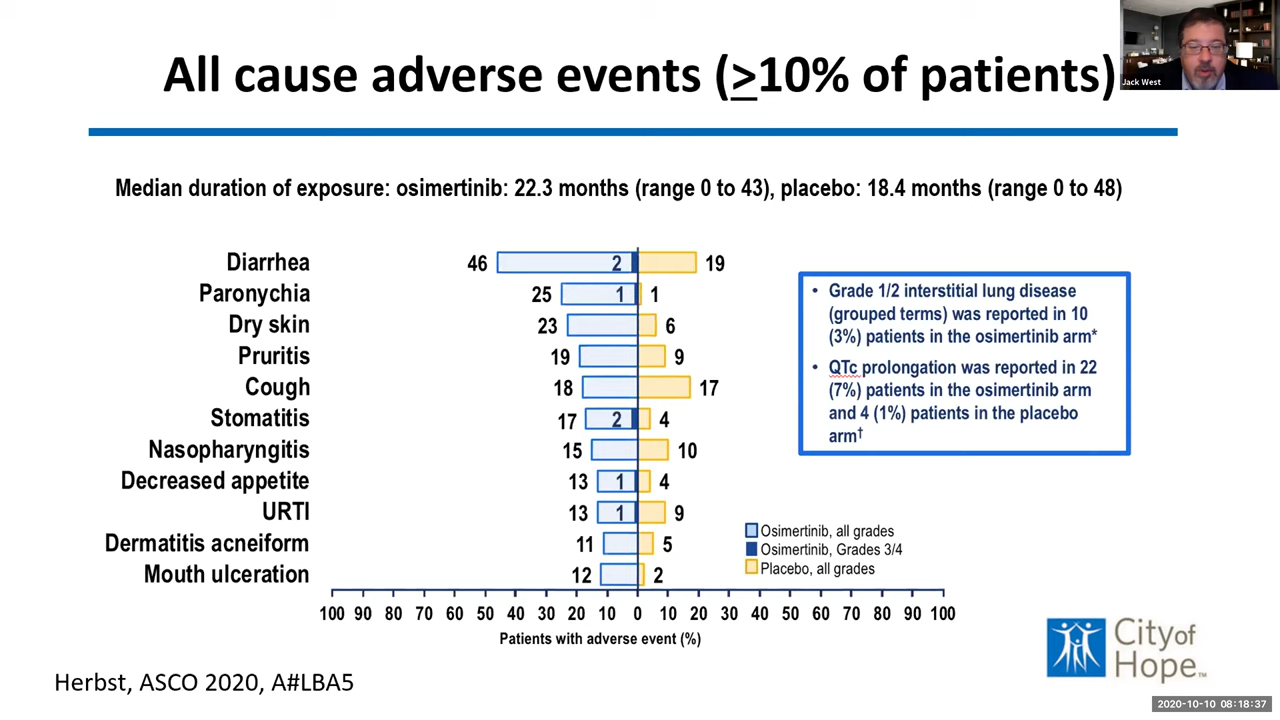 All cause adverse events (>10% of patients)
Jack West
Median duration of exposure: osimertinib: 22.3 months (range 0 to 43), placebo: 18.4 months (range 0 to 48)
Diarrhea 46 2 19
Paronychia 25 1 1
Dry skin 23 6
Pruritis 19 9
Cough 18 17
Stomatitis 17 2 4
Nasopharyngitis 15 10
Decreased appetite 13 1 4
URTI 13 1 9
Dermatitis acneiform 11 5
Mouth ulceration 12 2
• Grade 1/2 interstitial lung disease
(grouped terms) was reported in 10
(3%) patients in the osimertinib arm*
• QTc prolongation was reported in 22
(7%) patients in the osimertinib arm
and 4 (1%) patients in the placebo
arm†
Osimertinib, all grades
Osimertinib, Grades 3/4
Placebo, all grades
100 90 80 70 60 50 40 30 20 10 0 10 20 30 40 50 60 70 80 90 100
Patients with adverse event (%)
Herbst, ASCO 2020, A#LBA5
City of
Hope™
2020-10-10 08:18:37